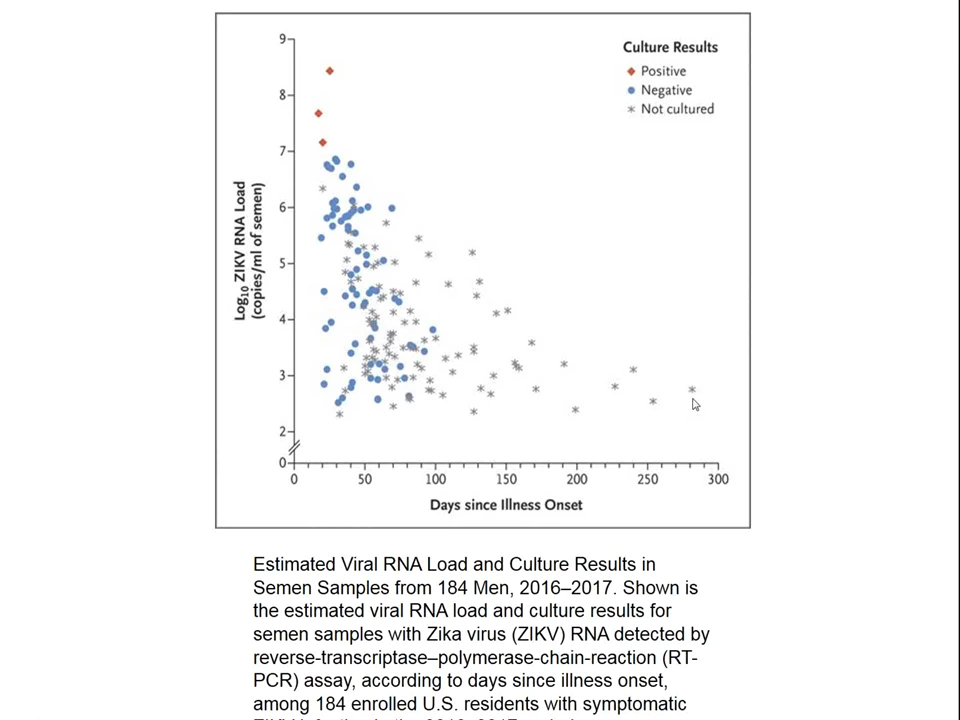 9
8
7
6
5
4
3
2
0
Log10 ZIKV RNA Load
(copies/ml of semen)
Culture Results
Positive
Negative
Not cultured
0 50 100 150 200 250 300
Days since Illness Onset
Estimated Viral RNA Load and Culture Results in
Semen Samples from 184 Men, 2016–2017. Shown is
the estimated viral RNA load and culture results for
semen samples with Zika virus (ZIKV) RNA detected by
reverse-transcriptase–polymerase-chain-reaction (RT-
PCR) assay, according to days since illness onset,
among 184 enrolled U.S. residents with symptomatic